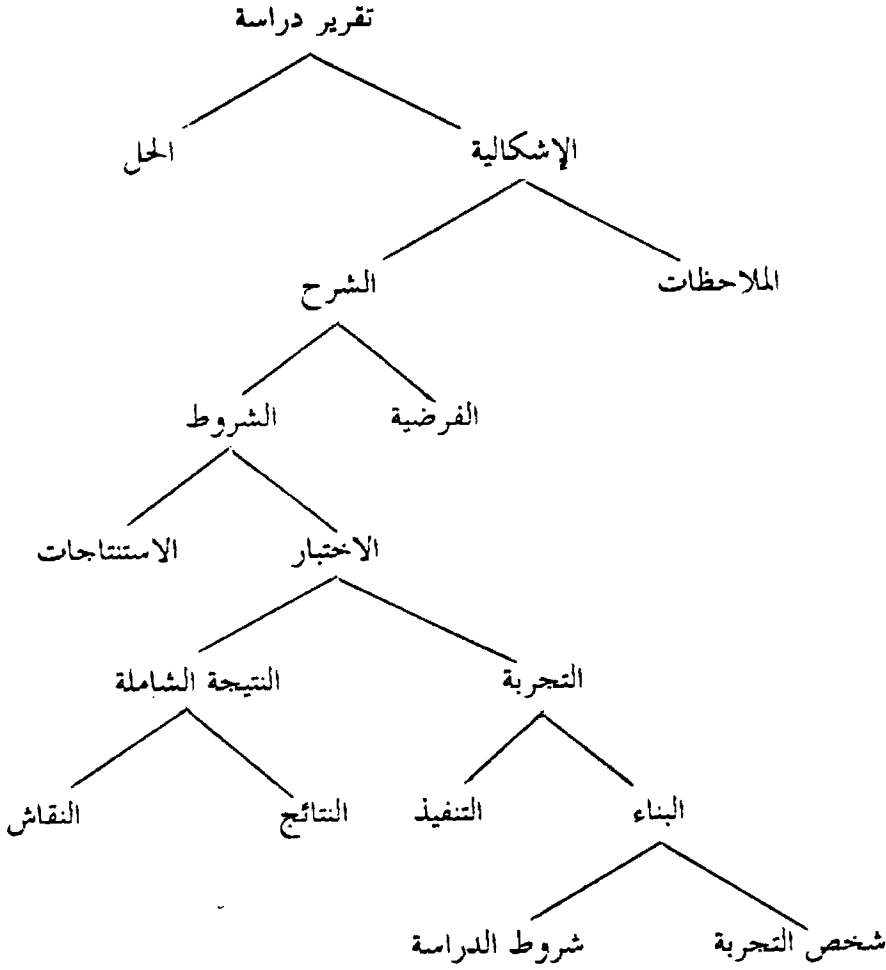 تقرير دراسة
الإشكالية
الحل
الملاحظات
الشرح
الفرضية
الشروط
الاختبار
الاستنتاجات
التجربة
النتيجة الشاملة
البناء
التنفيذ
النتائج
النقاش
شخص التجربة
شروط الدراسة